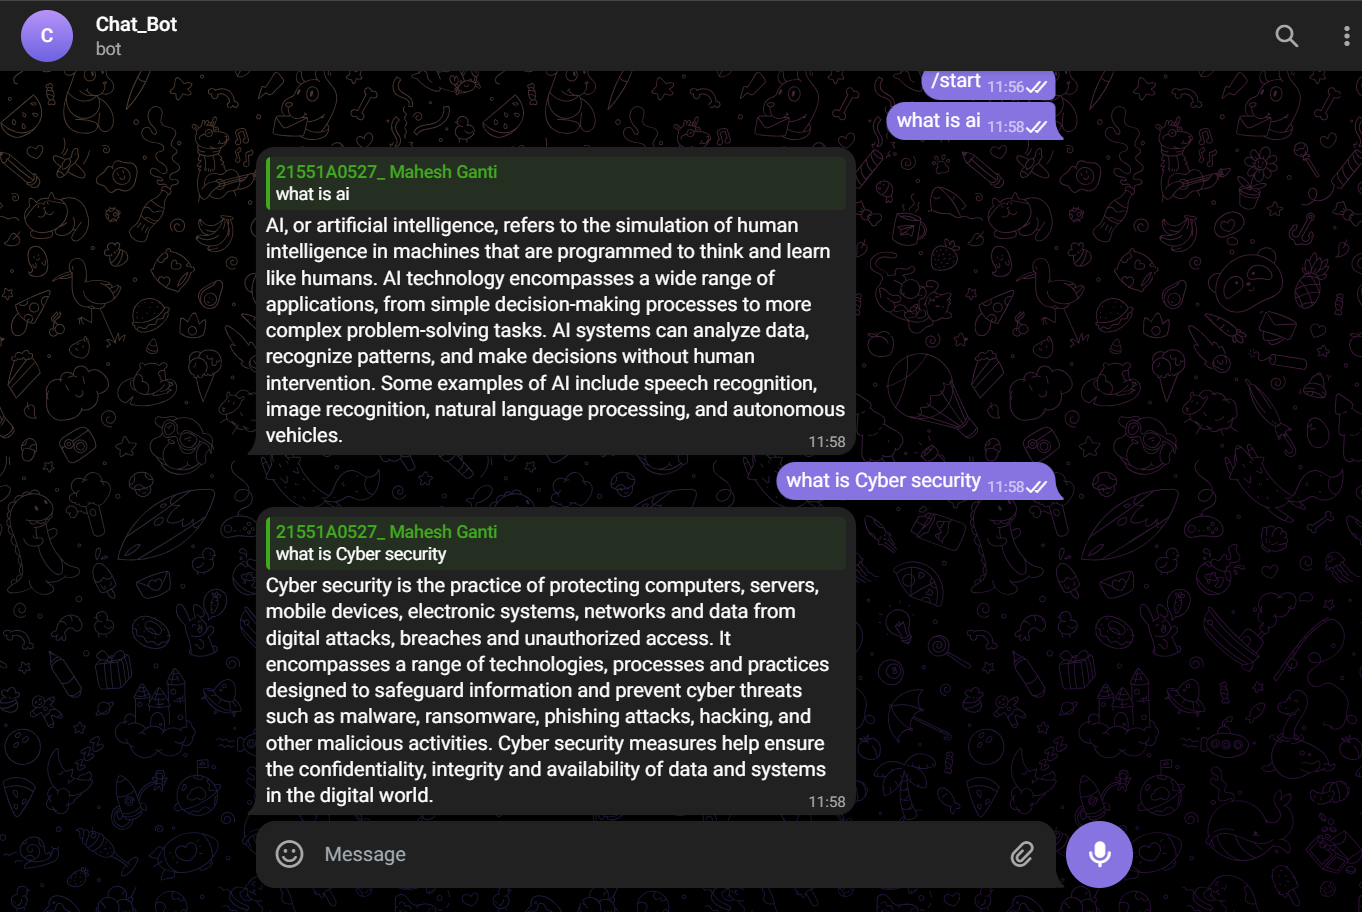 C
Chat_Bot
bot
/start 11:56
what is ai 11:58
21551A0527_ Mahesh Ganti
what is ai
AI, or artificial intelligence, refers to the simulation of human
intelligence in machines that are programmed to think and learn
like humans. AI technology encompasses a wide range of
applications, from simple decision-making processes to more
complex problem-solving tasks. AI systems can analyze data,
recognize patterns, and make decisions without human
intervention. Some examples of AI include speech recognition,
image recognition, natural language processing, and autonomous
vehicles.
11:58
what is Cyber security 11:58
21551A0527_ Mahesh Ganti
what is Cyber security
Cyber security is the practice of protecting computers, servers,
mobile devices, electronic systems, networks and data from
digital attacks, breaches and unauthorized access. It
encompasses a range of technologies, processes and practices
designed to safeguard information and prevent cyber threats
such as malware, ransomware, phishing attacks, hacking, and
other malicious activities. Cyber security measures help ensure
the confidentiality, integrity and availability of data and systems
in the digital world.
11:58
Message